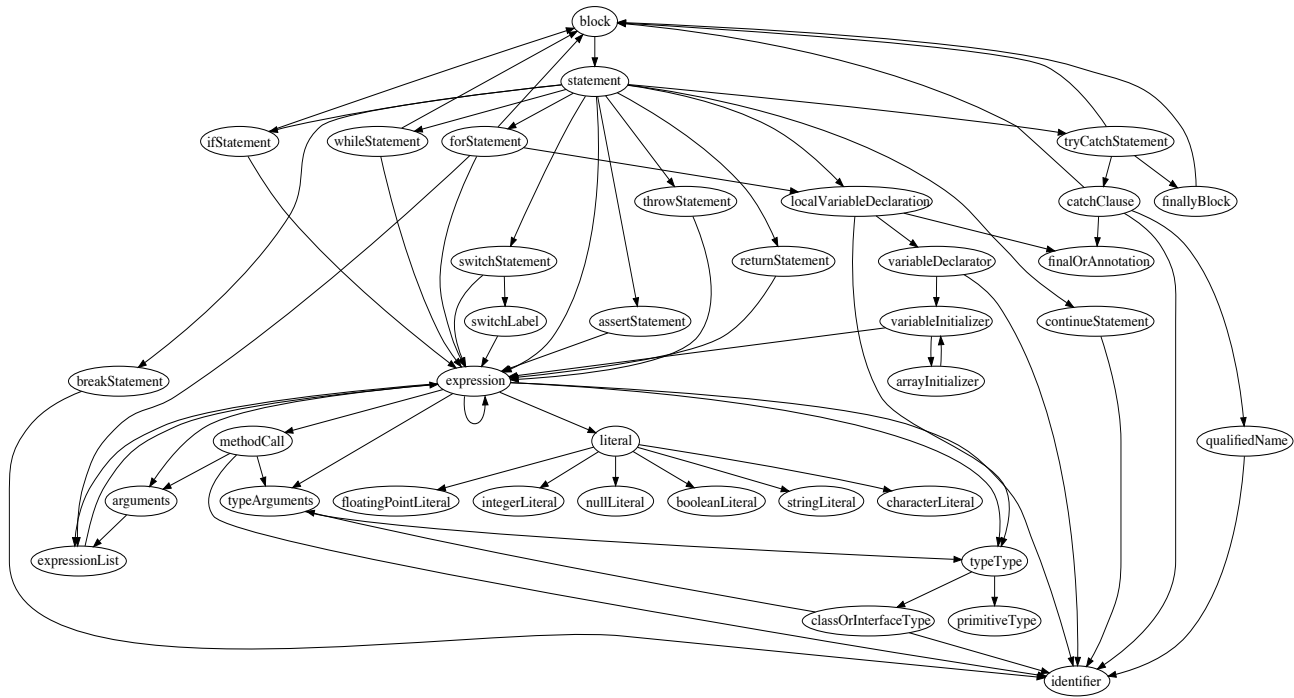 block
statement
ifStatement
whileStatement
forStatement
tryCatchStatement
throwStatement
localVariableDeclaration
catchClause
finallyBlock
switchStatement
returnStatement
variableDeclarator
finalOrAnnotation
switchLabel
assertStatement
variableInitializer
continueStatement
breakStatement
expression
arrayInitializer
methodCall
literal
qualifiedName
arguments
typeArguments
floatingPointLiteral
integerLiteral
nullLiteral
booleanLiteral
stringLiteral
characterLiteral
expressionList
typeType
classOrInterfaceType
primitiveType
identifier